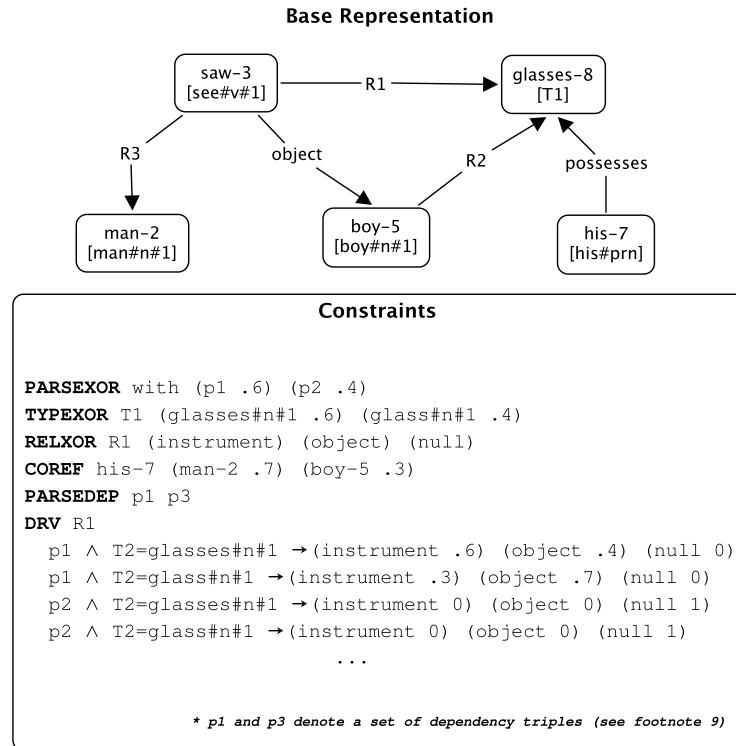 Base Representation
saw-3
[see#v#1]
R1
glasses-8
[T1]
R3
object
R2
possesses
man-2
[man#n#1]
boy-5
[boy#n#1]
his-7
[his#prn]
Constraints
PARSEXOR with (p1 .6) (p2 .4)
TYPEXOR T1 (glasses#n#1 .6) (glass#n#1 .4)
RELXOR R1 (instrument) (object) (null)
COREF his-7 (man-2 .7) (boy-5 .3)
PARSEDEP p1 p3
DRV R1
p1 ∧ T2=glasses#n#1 →(instrument .6) (object .4) (null 0)
p1 ∧ T2=glass#n#1 →(instrument .3) (object .7) (null 0)
p2 ∧ T2=glasses#n#1 →(instrument 0) (object 0) (null 1)
p2 ∧ T2=glass#n#1 →(instrument 0) (object 0) (null 1)
...
* p1 and p3 denote a set of dependency triples (see footnote 9)